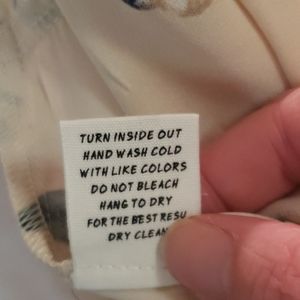 TURN INSIDE OUT
HAND WASH COLD
WITH LIKE COLORS
DO NOT BLEACH
HANG TO DRY
FOR THE BEST RESU
DRY CLEAN